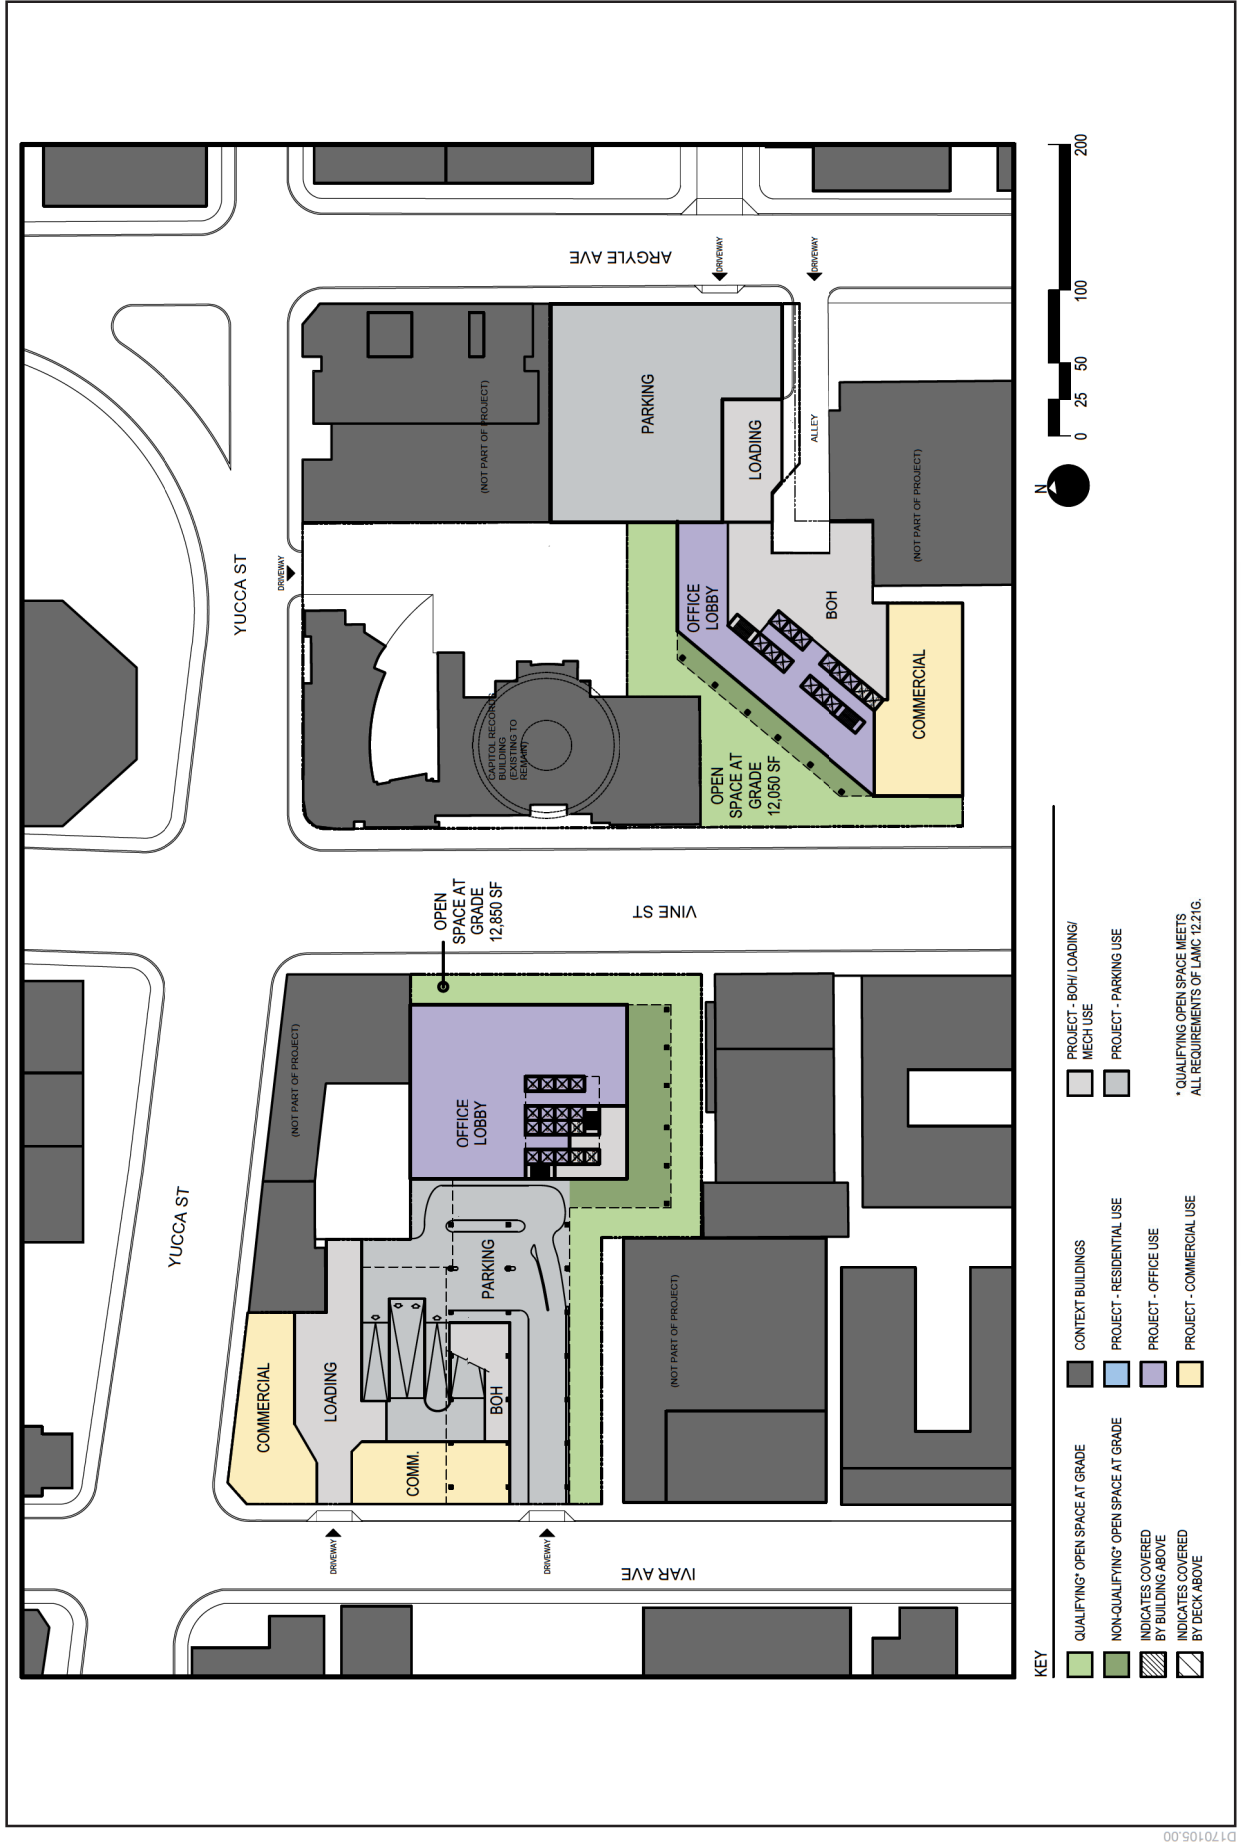 YUCCA ST
YUCCA ST
DRIVEWAY
ARGYLE AVE
VINE ST
IVAR AVE
(NOT PART OF PROJECT)
COMMERCIAL
LOADING
COMM.
BOH
PARKING
OFFICE
LOBBY
OPEN
SPACE AT
GRADE
12,850 SF
DRIVEWAY
DRIVEWAY
(NOT PART OF PROJECT)
CAPITOL RECORDS
BUILDING
(EXISTING TO
REMAIN)
(NOT PART OF PROJECT)
PARKING
LOADING
ALLEY
DRIVEWAY
DRIVEWAY
OFFICE
LOBBY
BOH
OPEN
SPACE AT
GRADE
12,050 SF
COMMERCIAL
(NOT PART OF PROJECT)
KEY
QUALIFYING* OPEN SPACE AT GRADE
NON-QUALIFYING* OPEN SPACE AT GRADE
INDICATES COVERED
BY BUILDING ABOVE
INDICATES COVERED
BY DECK ABOVE
CONTEXT BUILDINGS
PROJECT - RESIDENTIAL USE
PROJECT - OFFICE USE
PROJECT - COMMERCIAL USE
PROJECT - BOH/ LOADING/
MECH USE
PROJECT - PARKING USE
* QUALIFYING OPEN SPACE MEETS
ALL REQUIREMENTS OF LAMC 12.21G.
N
0 25 50 100 200
D170105.00